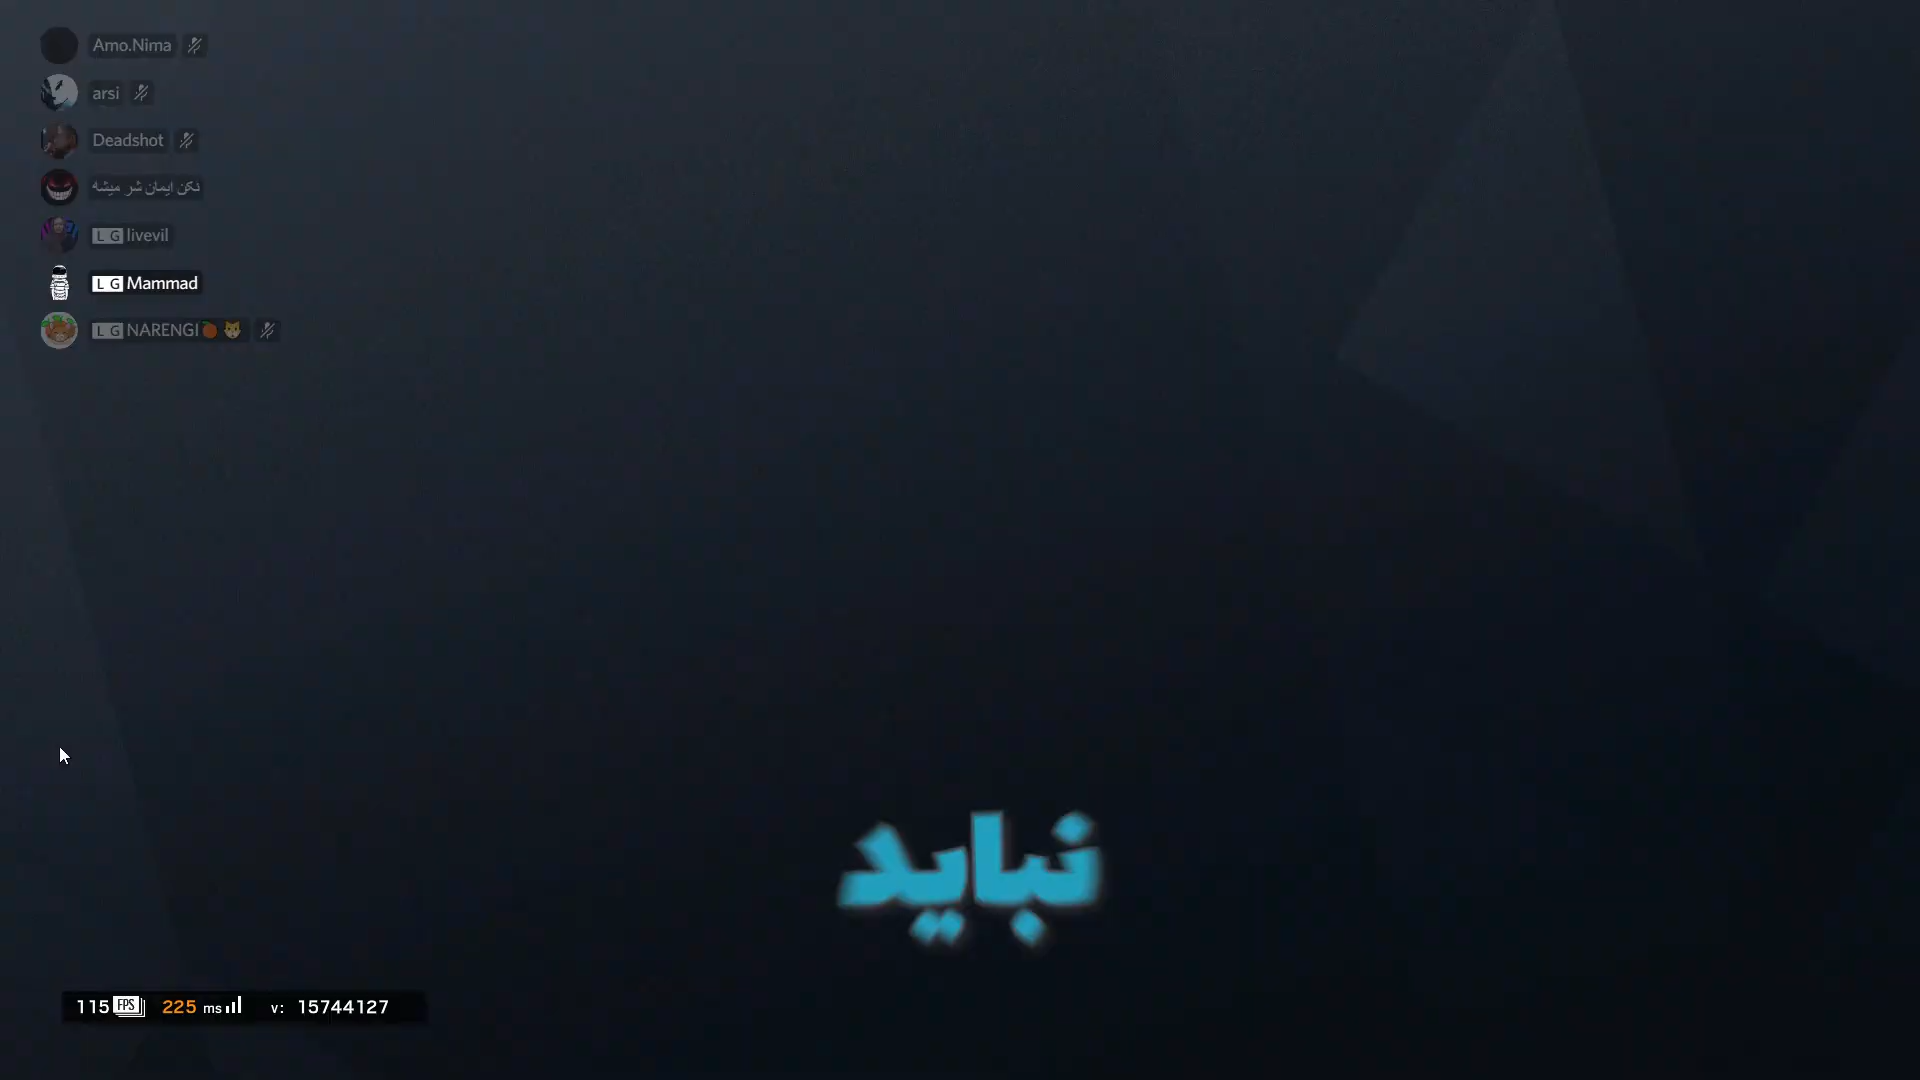 Amo.Nima
arsi
Deadshot
نکن ایمان شر میشه
L G livevil
L G Mammad
L G NARENGI🍊🐱
نباید
115 FPS 225 ms v: 15744127